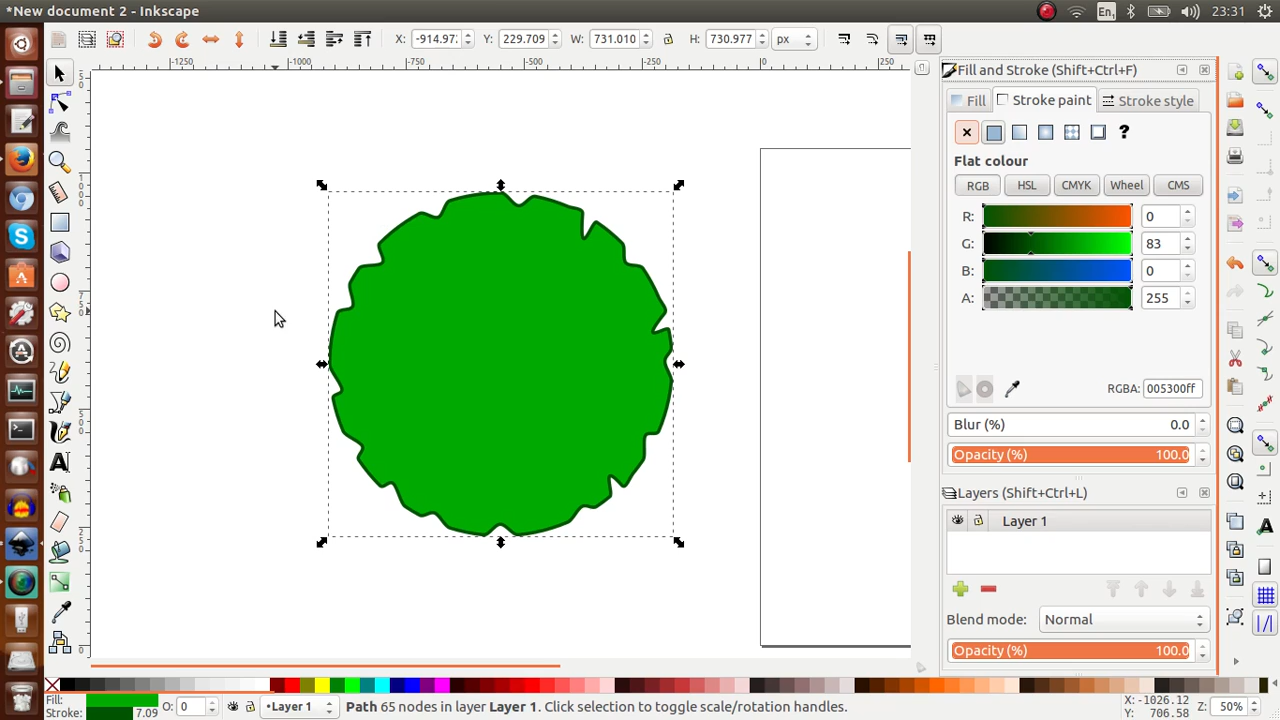 *New document 2 - Inkscape
En₁
23:31
X: -914.97: Y: 229.709 W: 731.010 H: 730.977 px
-1250 -1000 -750 -500 -250 0 250
Fill and Stroke (Shift+Ctrl+F)
Fill Stroke paint Stroke style
?
Flat colour
RGB HSL CMYK Wheel CMS
R: 0
G: 83
B: 0
A: 255
RGBA: 005300ff
Blur (%) 0.0
Opacity (%) 100.0
Layers (Shift+Ctrl+L)
Layer 1
Blend mode: Normal
Opacity (%) 100.0
Fill:
Stroke: 7.09
O: 0
•Layer 1
Path 65 nodes in layer Layer 1. Click selection to toggle scale/rotation handles.
X: -1026.12
Y: 706.58
Z: 50%